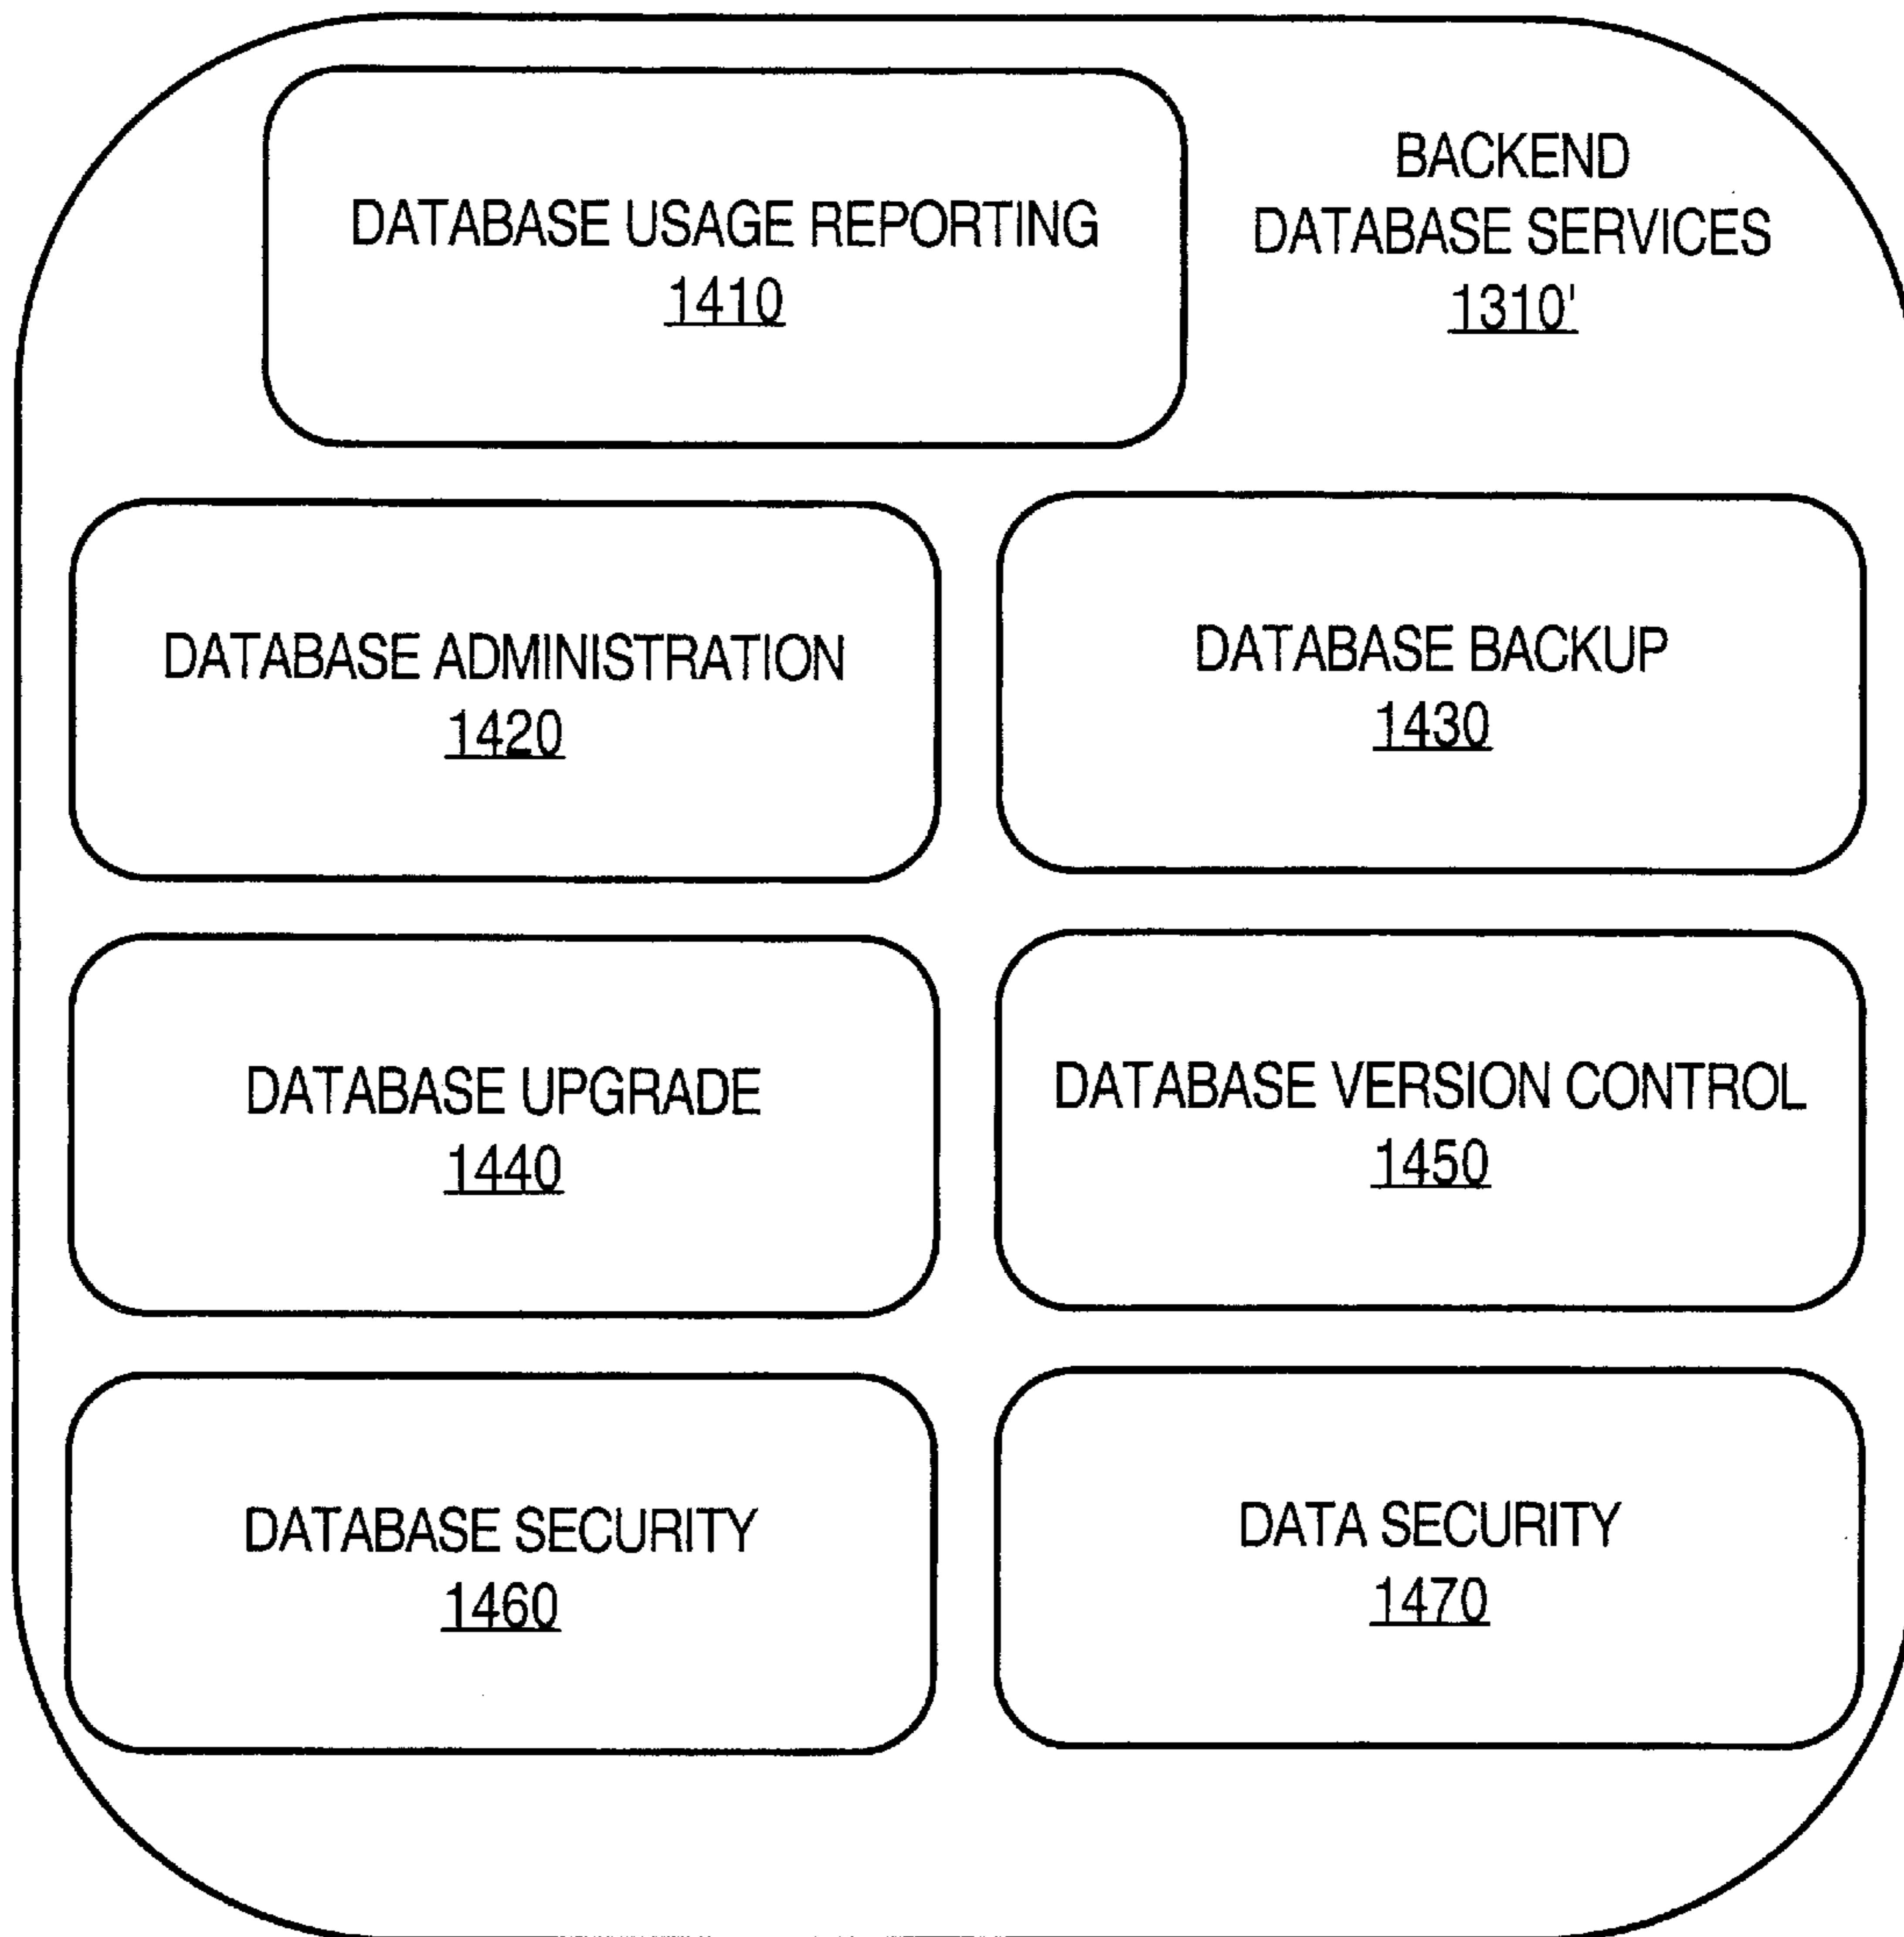 DATABASE USAGE REPORTING
1410
BACKEND
DATABASE SERVICES
1310'
DATABASE ADMINISTRATION
1420
DATABASE BACKUP
1430
DATABASE UPGRADE
1440
DATABASE VERSION CONTROL
1450
DATABASE SECURITY
1460
DATA SECURITY
1470